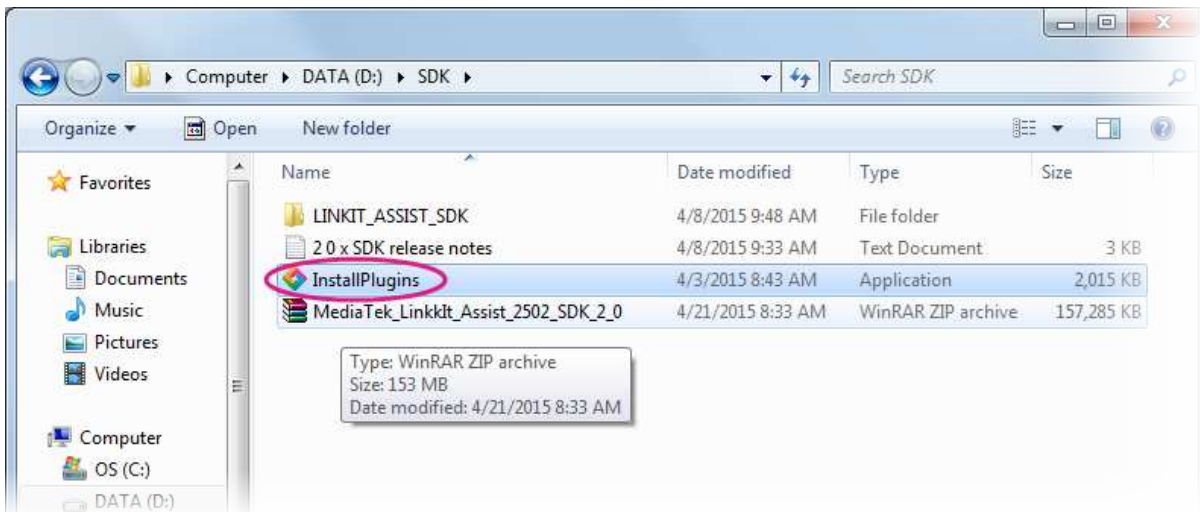 Computer ▸ DATA (D:) ▸ SDK ▸ Search SDK
Organize ▾ Open New folder
Name Date modified Type Size
Favorites
LINKIT_ASSIST_SDK 4/8/2015 9:48 AM File folder
Libraries 2 0 x SDK release notes 4/8/2015 9:33 AM Text Document 3 KB
Documents InstallPlugins 4/3/2015 8:43 AM Application 2,015 KB
Music MediaTek_LinkkIt_Assist_2502_SDK_2_0 4/21/2015 8:33 AM WinRAR ZIP archive 157,285 KB
Pictures
Videos
Type: WinRAR ZIP archive
Size: 153 MB
Date modified: 4/21/2015 8:33 AM
Computer
OS (C:)
DATA (D:)